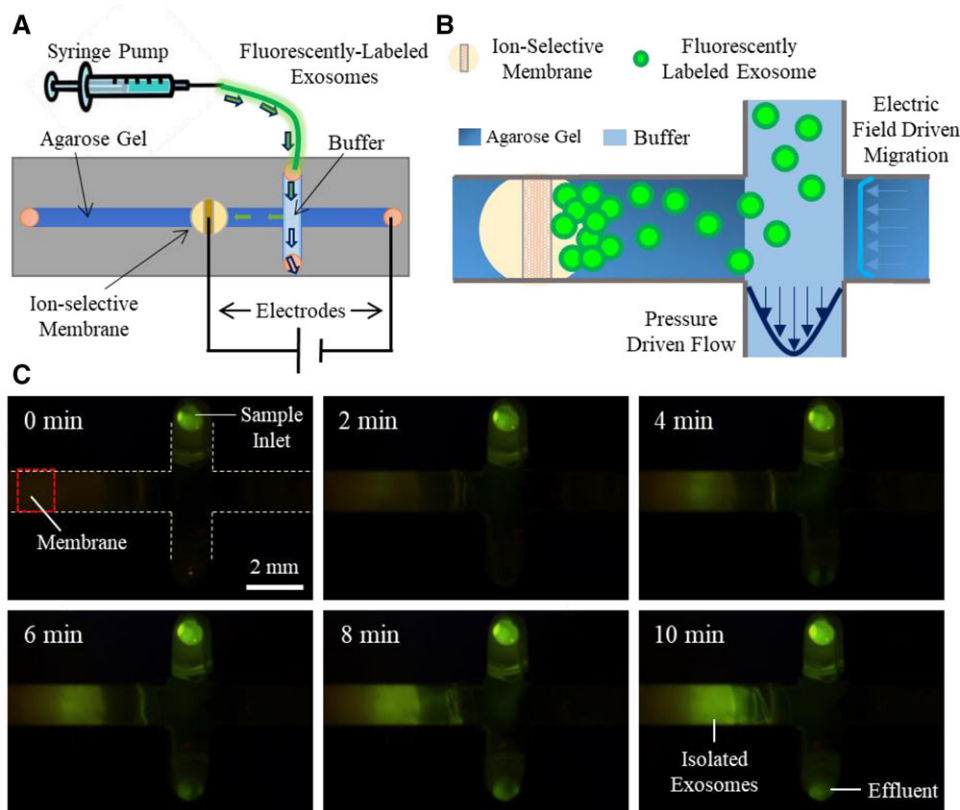 A
Syringe Pump
Fluorescently-Labeled
Exosomes
Agarose Gel
Buffer
Ion-selective
Membrane
Electrodes
B
Ion-Selective
Membrane
Fluorescently
Labeled Exosome
Agarose Gel
Buffer
Electric
Field Driven
Migration
Pressure
Driven Flow
C
0 min
Sample
Inlet
Membrane
2 mm
2 min
4 min
6 min
8 min
10 min
Isolated
Exosomes
Effluent